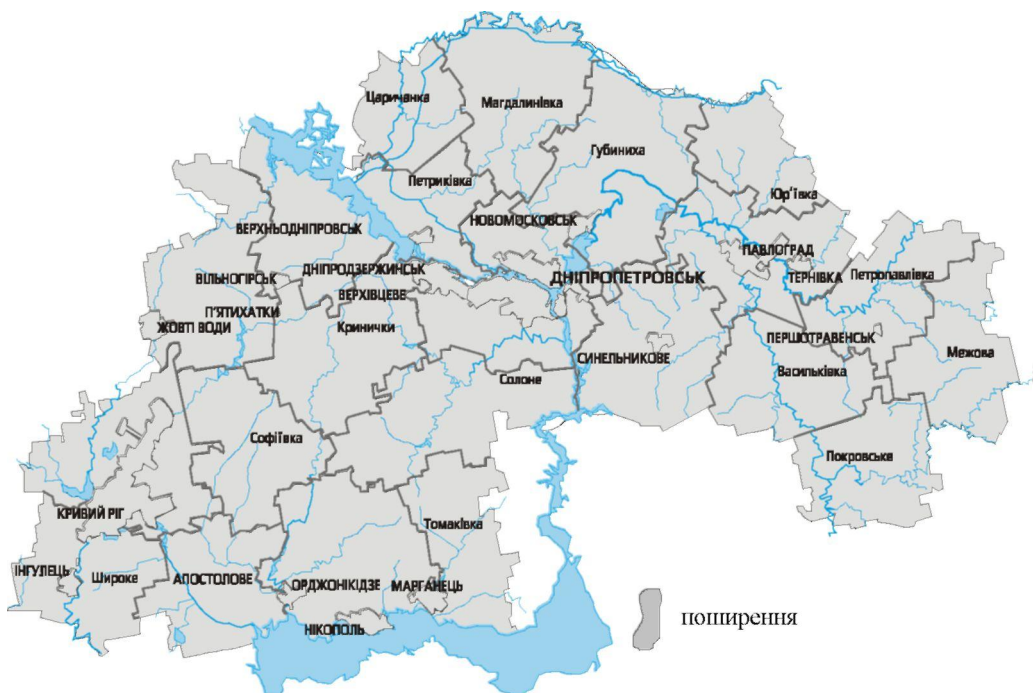 Царичанка
Магдалинівка
Губиниха
Петриківка
Юр'ївка
НОВОМОСКОВСЬК
ВЕРХНЬОДНІПРОВСЬК
ПАВЛОГРАД
ДНІПРОДЗЕРЖИНСЬК
ДНІПРОПЕТРОВСЬК
ТЕРНІВКА
Петропавлівка
ВІЛЬНОГІРСЬК
ВЕРХІВЦЕВЕ
П'ЯТИХАТКИ
ЖОВТІ ВОДИ
Кринички
ПЕРШОТРАВЕНСЬК
Межова
СИНЕЛЬНИКОВЕ
Васильківка
Солоне
Софіївка
Покровське
КРИВИЙ РІГ
Томаківка
ІНГУЛЕЦЬ
Широке
АПОСТОЛОВЕ
ОРДЖОНІКІДЗЕ
МАРГАНЕЦЬ
НІКОПОЛЬ
поширення